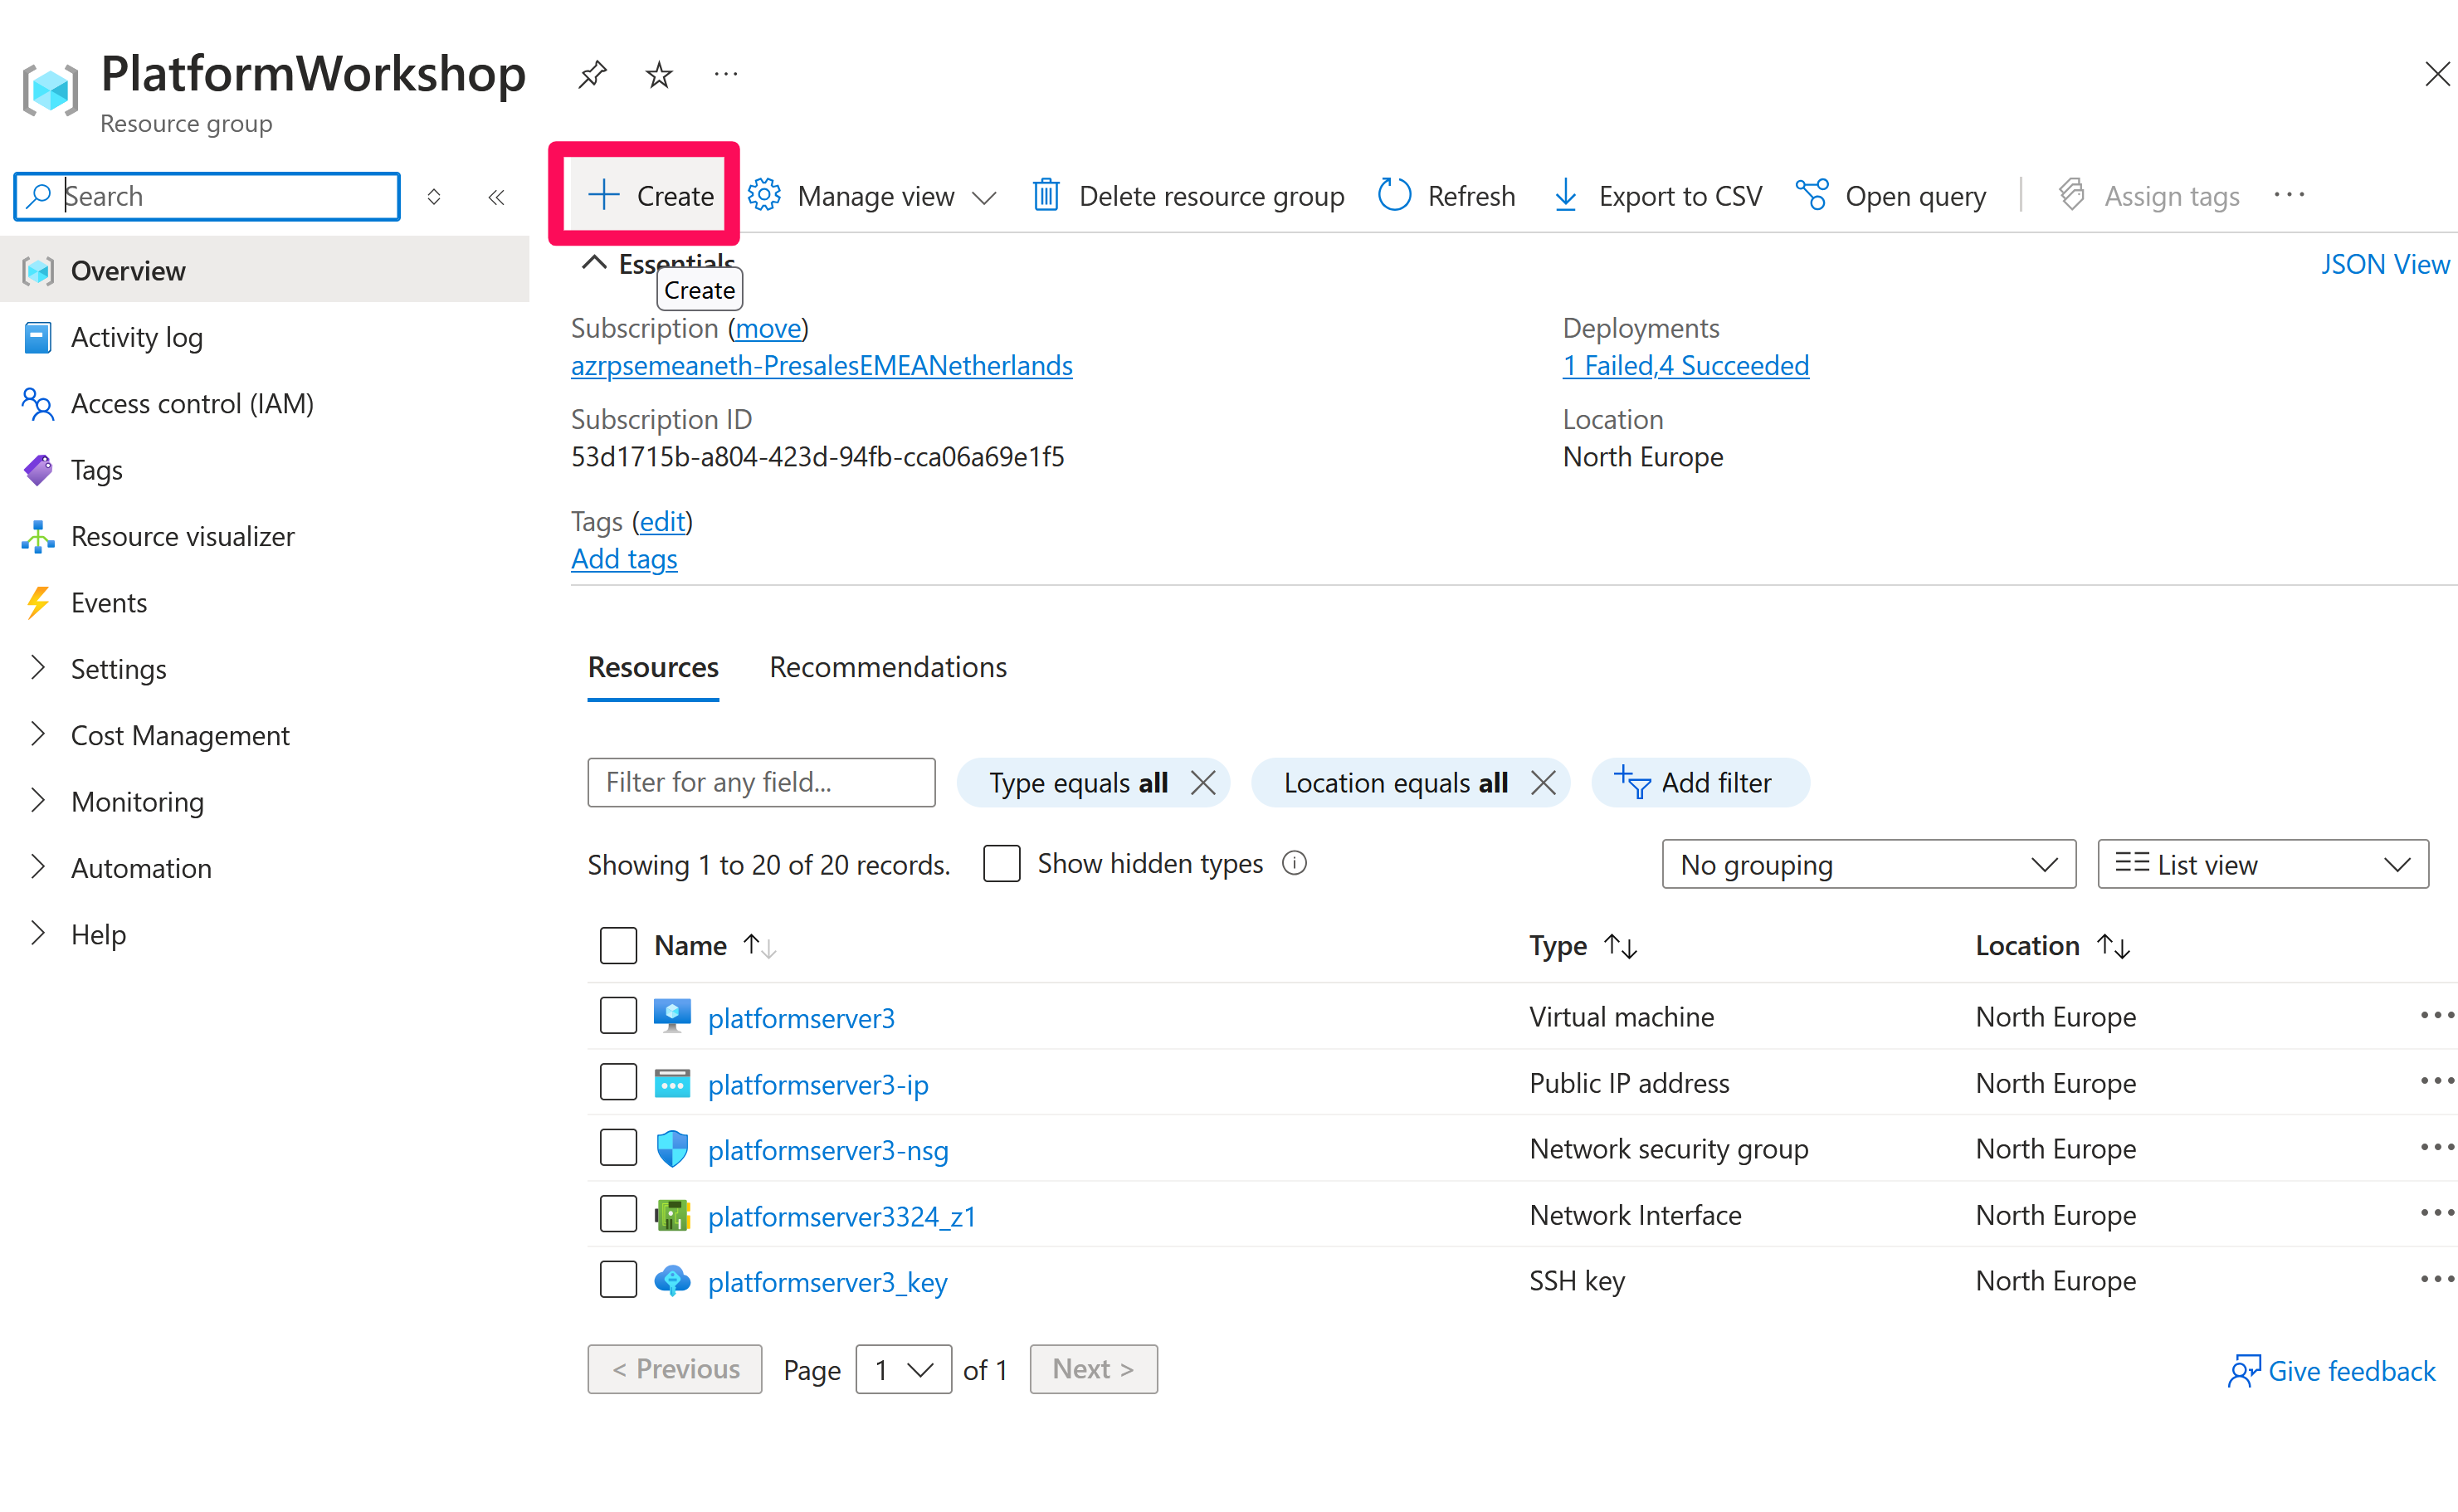 PlatformWorkshop
Resource group
Search
Overview
Activity log
Access control (IAM)
Tags
Resource visualizer
Events
Settings
Cost Management
Monitoring
Automation
Help
Create Manage view Delete resource group Refresh Export to CSV Open query Assign tags
Essentials JSON View
Create
Subscription (move)
azrpsemeaneth-PresalesEMEANetherlands
Subscription ID
53d1715b-a804-423d-94fb-cca06a69e1f5
Deployments
1 Failed,4 Succeeded
Location
North Europe
Tags (edit)
Add tags
Resources Recommendations
Filter for any field... Type equals all Location equals all Add filter
Showing 1 to 20 of 20 records. Show hidden types No grouping List view
Name Type Location
platformserver3 Virtual machine North Europe
platformserver3-ip Public IP address North Europe
platformserver3-nsg Network security group North Europe
platformserver3324_z1 Network Interface North Europe
platformserver3_key SSH key North Europe
< Previous Page 1 of 1 Next > Give feedback